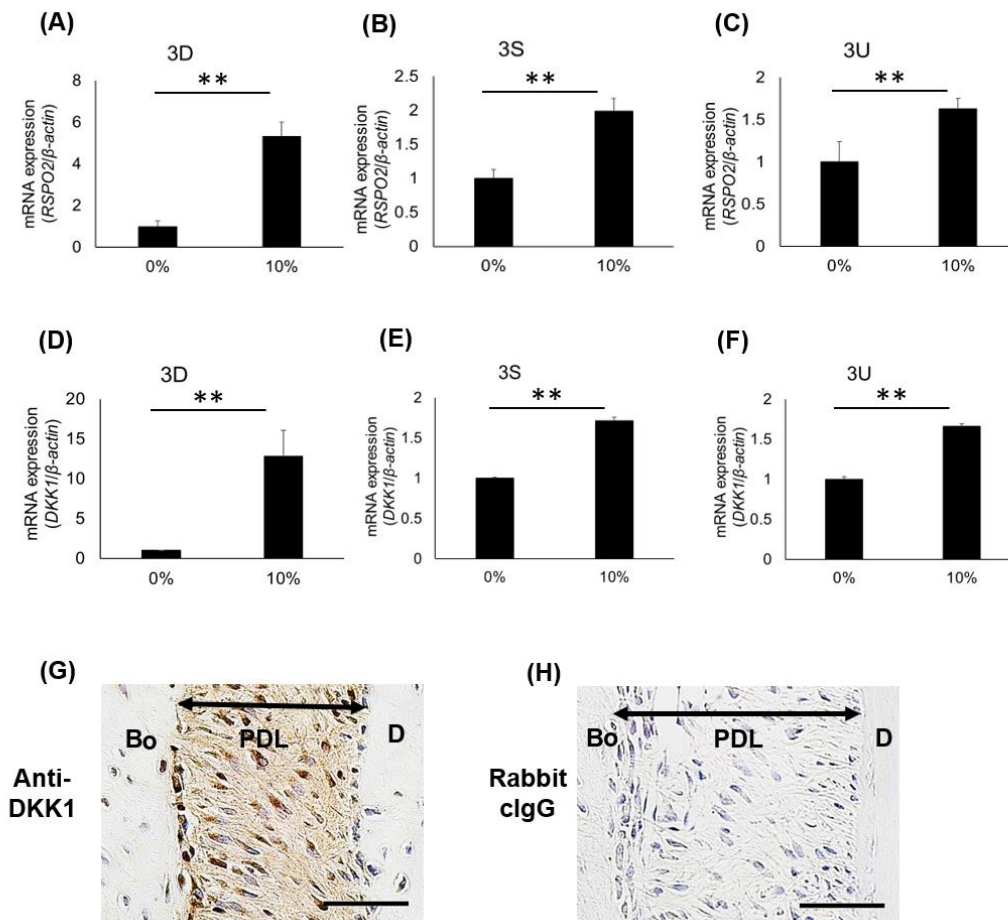 (A)
3D
**
mRNA expression
(RSPO2/β-actin)
8
6
4
2
0
0% 10%
(B)
3S
**
mRNA expression
(RSPO2/β-actin)
2.5
2
1.5
1
0.5
0
0% 10%
(C)
3U
**
mRNA expression
(RSPO2/β-actin)
2
1.5
1
0.5
0
0% 10%
(D)
3D
**
mRNA expression
(DKK1/β-actin)
20
15
10
5
0
0% 10%
(E)
3S
**
mRNA expression
(DKK1/β-actin)
2
1.5
1
0.5
0
0% 10%
(F)
3U
**
mRNA expression
(DKK1/β-actin)
2
1.5
1
0.5
0
0% 10%
(G)
Anti-
DKK1
Bo PDL D
(H)
Rabbit
cIgG
Bo PDL D